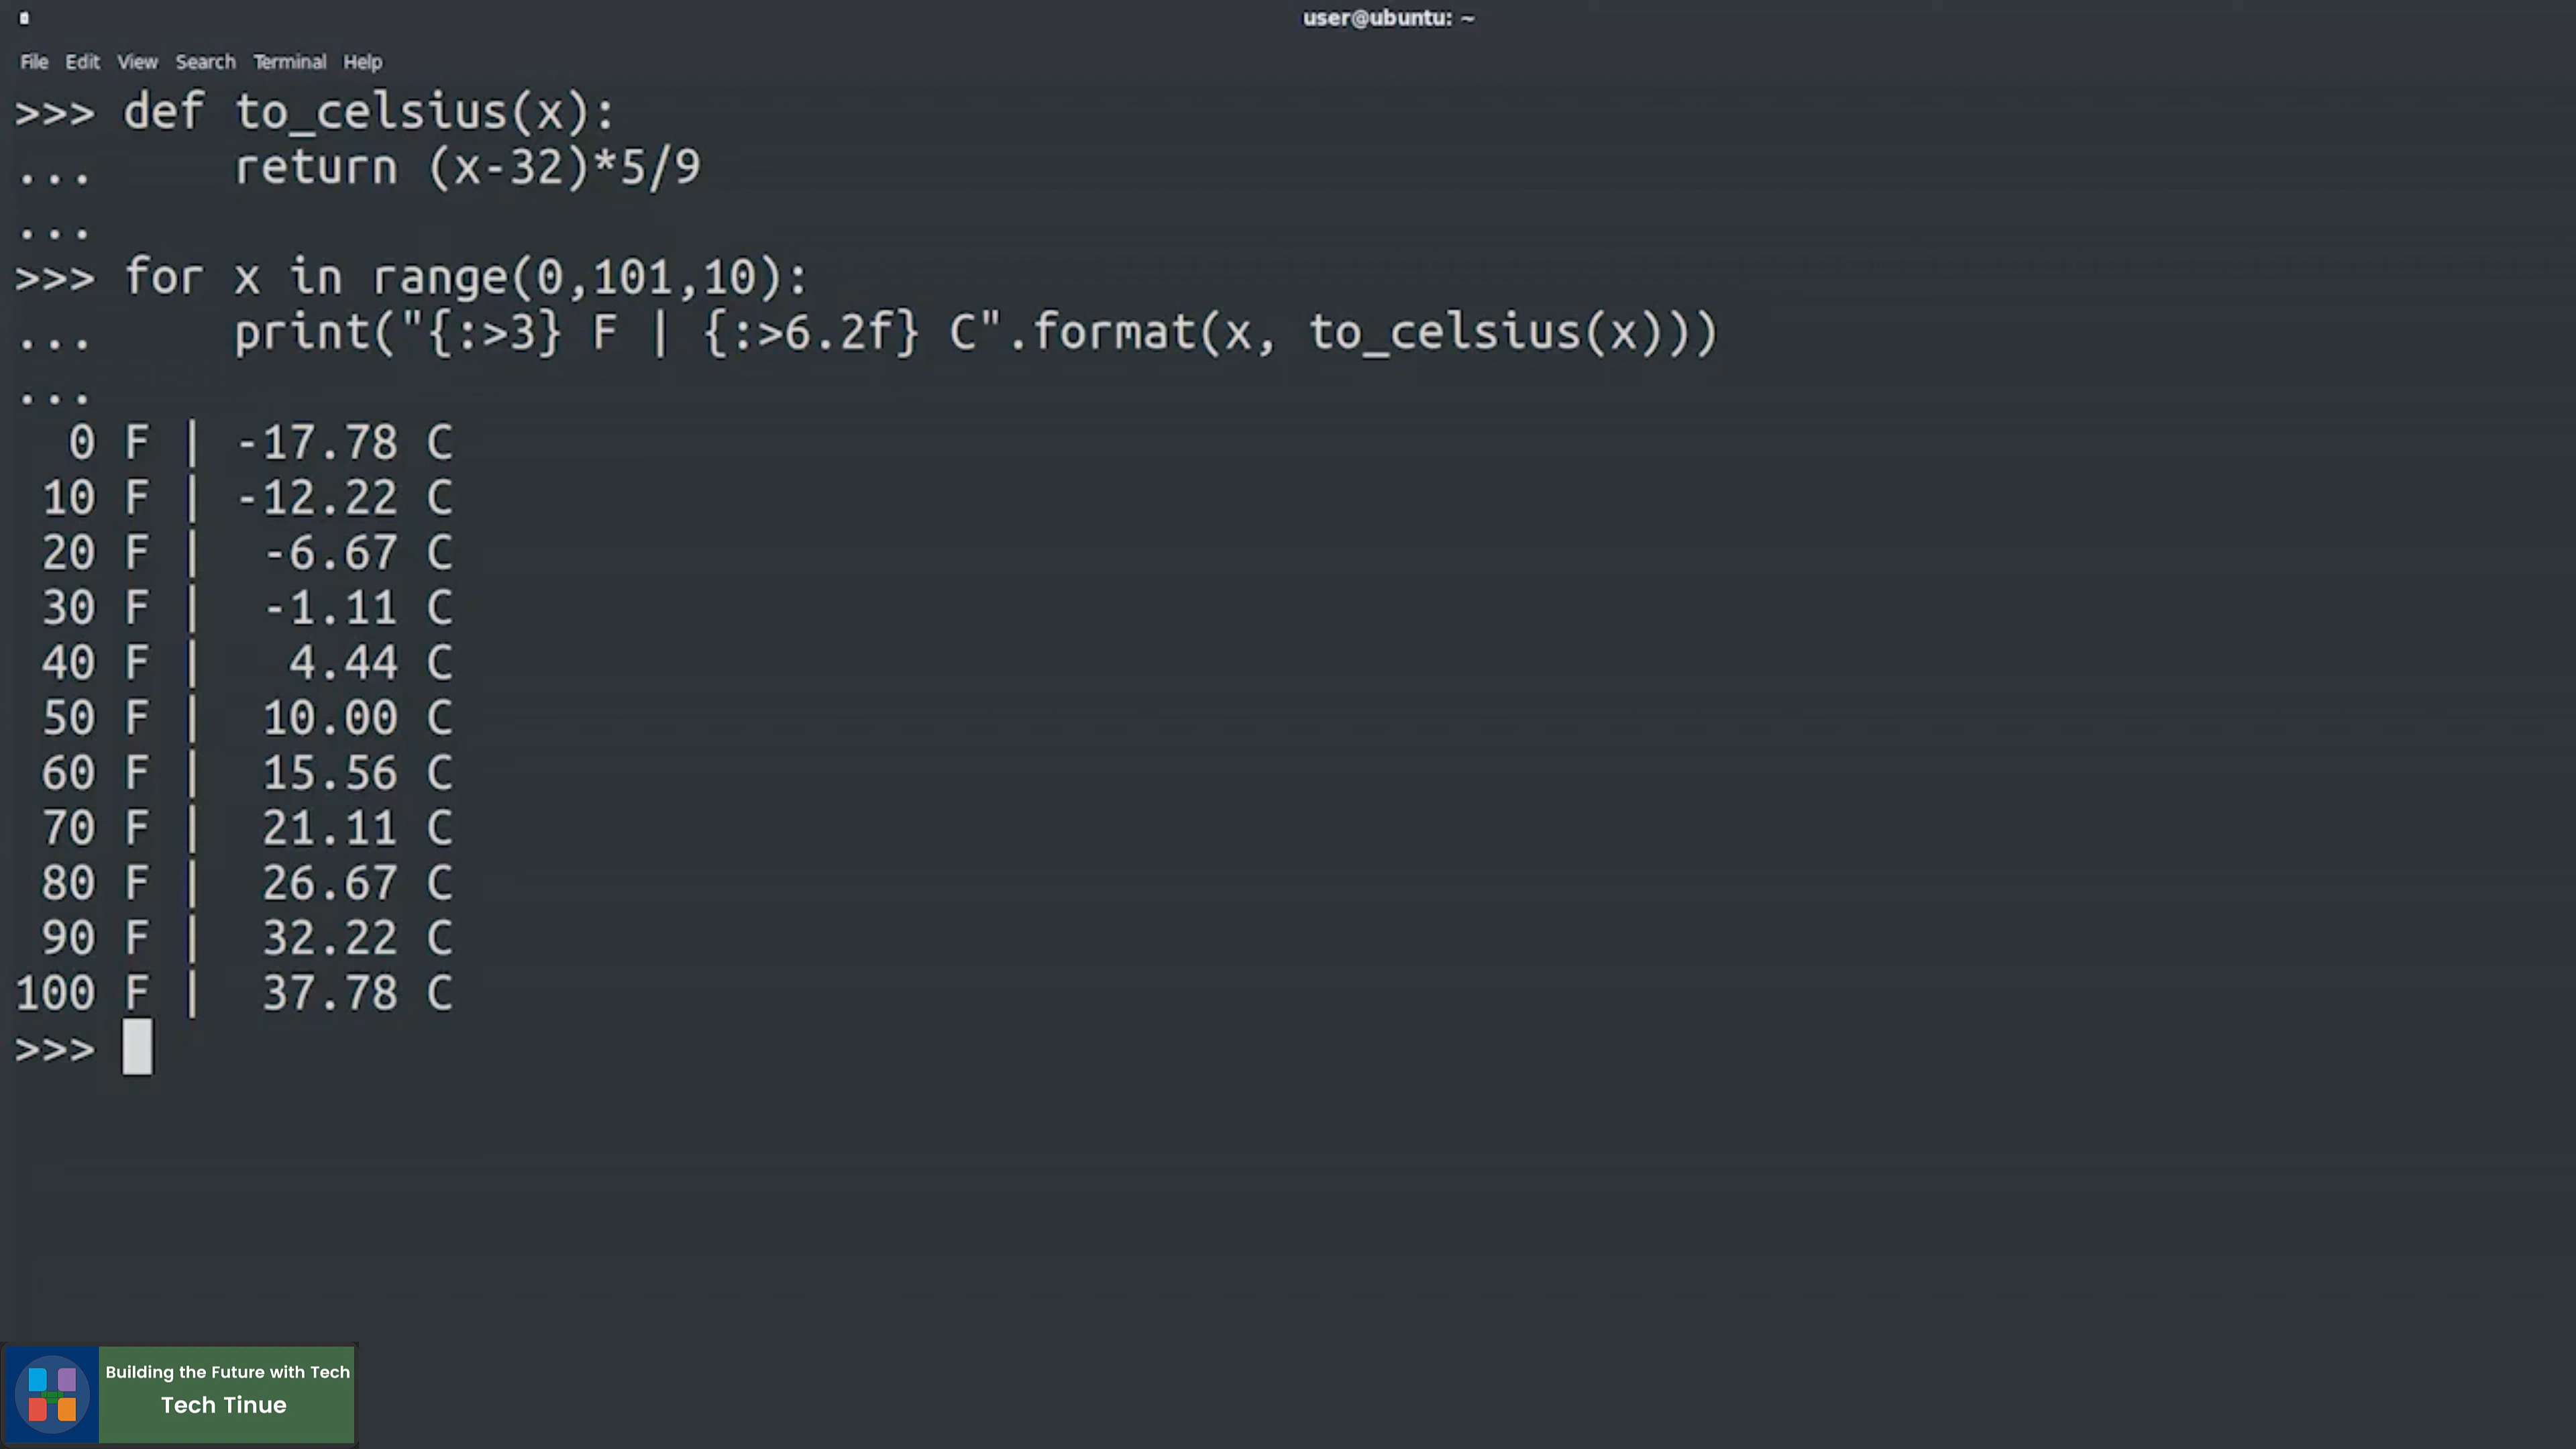 user@ubuntu: ~
File Edit View Search Terminal Help
>>> def to_celsius(x):
...     return (x-32)*5/9
...
>>> for x in range(0,101,10):
...     print("{:>3} F | {:>6.2f} C".format(x, to_celsius(x)))
...
  0 F | -17.78 C
 10 F | -12.22 C
 20 F |  -6.67 C
 30 F |  -1.11 C
 40 F |   4.44 C
 50 F |  10.00 C
 60 F |  15.56 C
 70 F |  21.11 C
 80 F |  26.67 C
 90 F |  32.22 C
100 F |  37.78 C
>>>
Building the Future with Tech
Tech Tinue